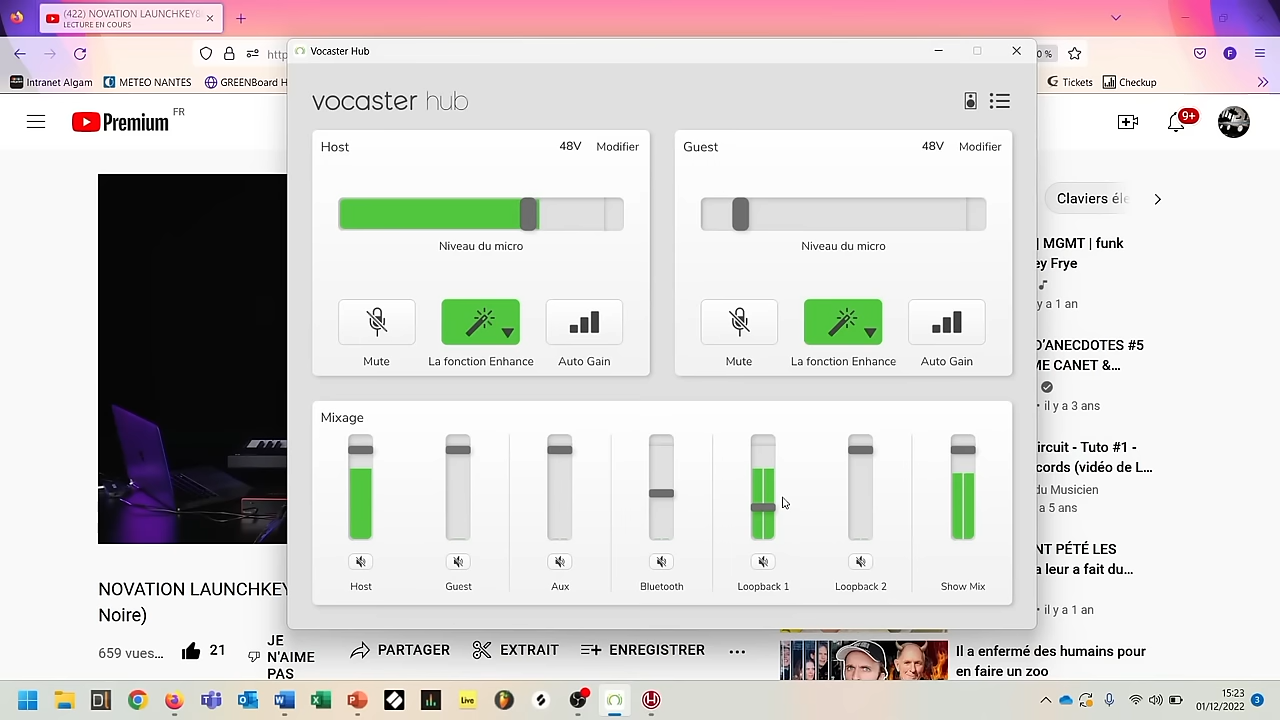 (422) NOVATION LAUNCHKEY
LECTURE EN COURS
http
Vocaster Hub
0 %
Intranet Algam
METEO NANTES
GREENBoard H
Tickets
Checkup
Premium FR
9+
vocaster hub
Host 48V Modifier
Niveau du micro
Mute
La fonction Enhance
Auto Gain
Guest 48V Modifier
Niveau du micro
Mute
La fonction Enhance
Auto Gain
Mixage
Host
Guest
Aux
Bluetooth
Loopback 1
Loopback 2
Show Mix
Claviers éle
| MGMT | funk
ey Frye
y a 1 an
D'ANECDOTES #5
ME CANET &...
• il y a 3 ans
ircuit - Tuto #1 -
cords (vidéo de L...
du Musicien
a 5 ans
NT PÉTÉ LES
a leur a fait du...
• il y a 1 an
Il a enfermé des humains pour
en faire un zoo
NOVATION LAUNCHKEY
Noire)
659 vues...
21
JE
N'AIME
PAS
PARTAGER
EXTRAIT
ENREGISTRER
Live
15:23
01/12/2022
3